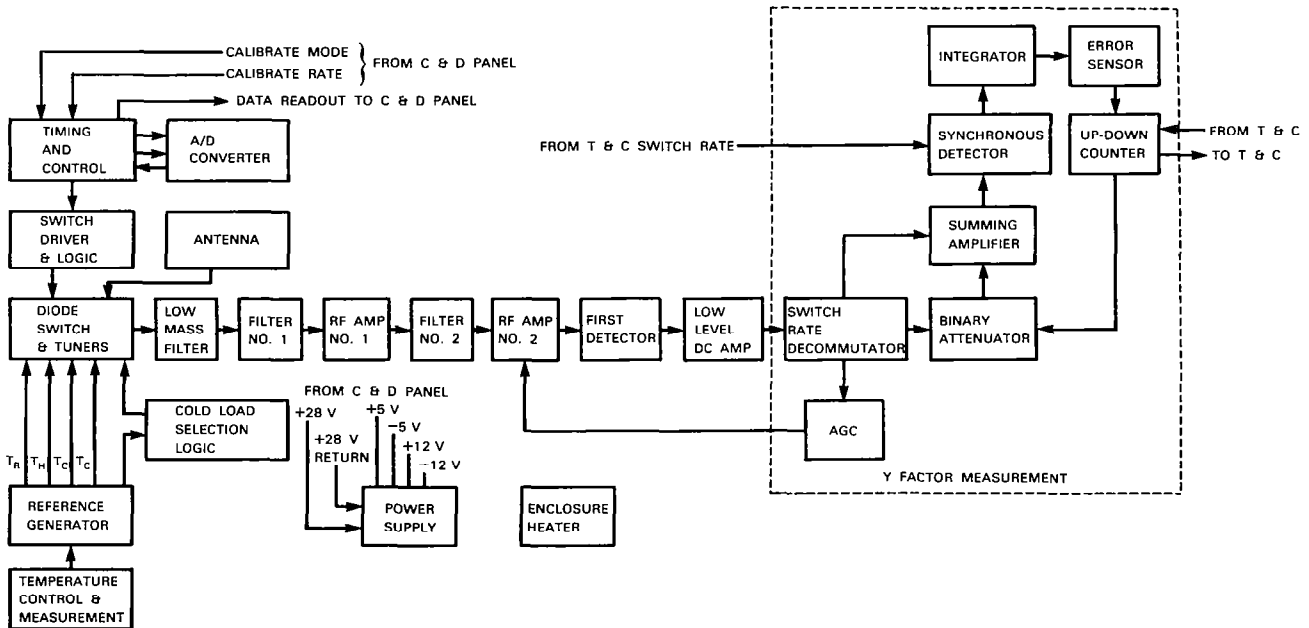 CALIBRATE MODE
CALIBRATE RATE
FROM C & D PANEL
DATA READOUT TO C & D PANEL
TIMING
AND
CONTROL
A/D
CONVERTER
SWITCH
DRIVER
& LOGIC
ANTENNA
DIODE
SWITCH
& TUNERS
LOW
MASS
FILTER
FILTER
NO. 1
RF AMP
NO. 1
FILTER
NO. 2
RF AMP
NO. 2
FIRST
DETECTOR
LOW
LEVEL
DC AMP
SWITCH
RATE
DECOMMUTATOR
BINARY
ATTENUATOR
SUMMING
AMPLIFIER
SYNCHRONOUS
DETECTOR
FROM T & C SWITCH RATE
INTEGRATOR
ERROR
SENSOR
UP-DOWN
COUNTER
FROM T & C
TO T & C
AGC
Y FACTOR MEASUREMENT
COLD LOAD
SELECTION
LOGIC
TR TH TC TC
REFERENCE
GENERATOR
TEMPERATURE
CONTROL &
MEASUREMENT
FROM C & D PANEL
+28 V
+28 V
RETURN
+5 V
-5 V
+12 V
-12 V
POWER
SUPPLY
ENCLOSURE
HEATER